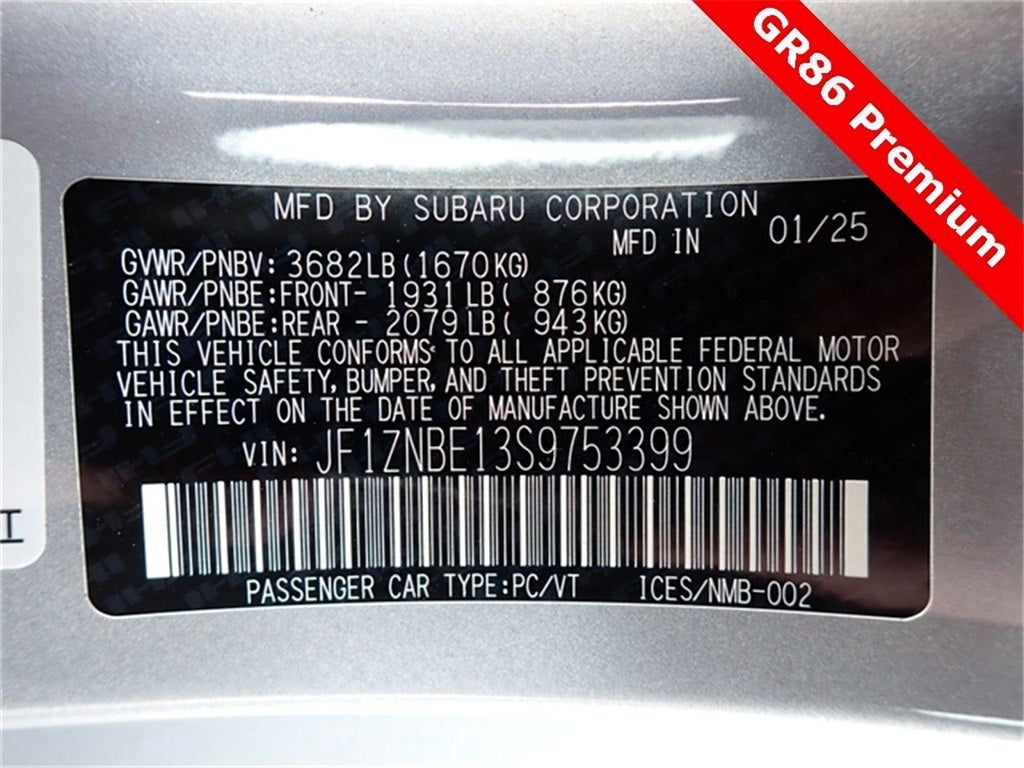 GR86 Premium
MFD BY SUBARU CORPORATION
MFD IN 01/25
GVWR/PNBV: 3682LB(1670KG)
GAWR/PNBE:FRONT- 1931LB( 876KG)
GAWR/PNBE:REAR - 2079LB( 943KG)
THIS VEHICLE CONFORMS TO ALL APPLICABLE FEDERAL MOTOR
VEHICLE SAFETY, BUMPER, AND THEFT PREVENTION STANDARDS
IN EFFECT ON THE DATE OF MANUFACTURE SHOWN ABOVE.
VIN: JF1ZNBE13S9753399
PASSENGER CAR TYPE:PC/VT ICES/NMB-002